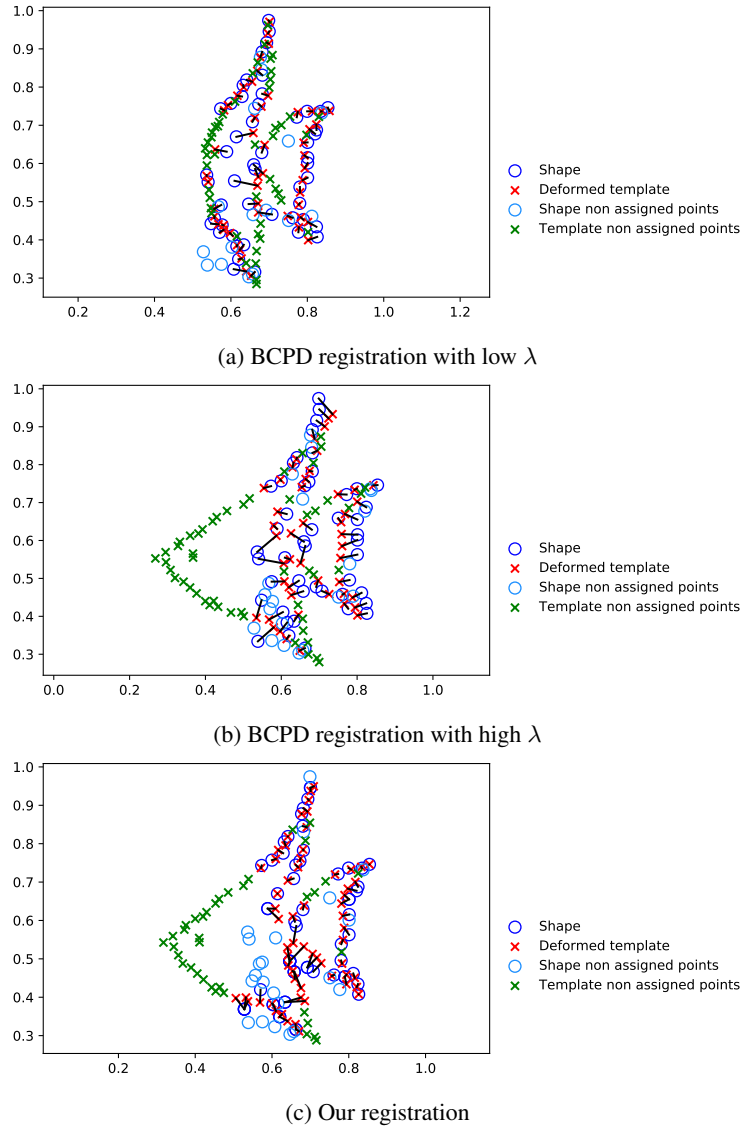 1.0
0.9
0.8
0.7
0.6
0.5
0.4
0.3
0.2 0.4 0.6 0.8 1.0 1.2
Shape
Deformed template
Shape non assigned points
Template non assigned points
(a) BCPD registration with low λ
1.0
0.9
0.8
0.7
0.6
0.5
0.4
0.3
0.0 0.2 0.4 0.6 0.8 1.0
Shape
Deformed template
Shape non assigned points
Template non assigned points
(b) BCPD registration with high λ
1.0
0.9
0.8
0.7
0.6
0.5
0.4
0.3
0.2 0.4 0.6 0.8 1.0
Shape
Deformed template
Shape non assigned points
Template non assigned points
(c) Our registration